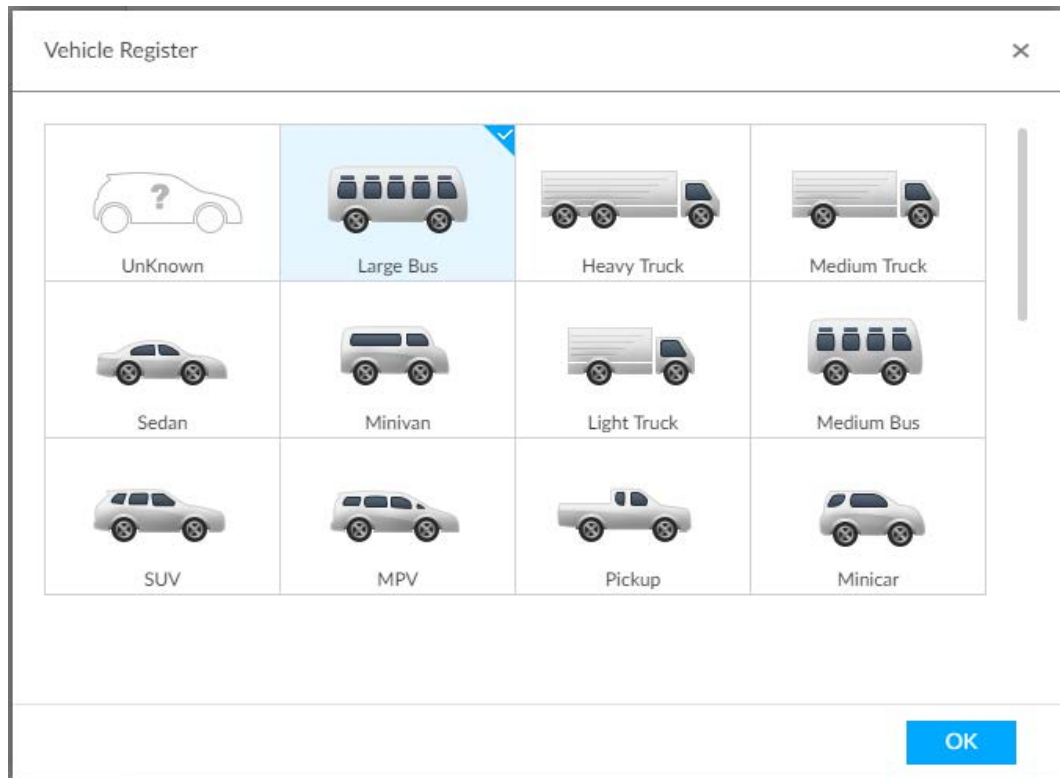 Vehicle Register
?
UnKnown
Large Bus
Heavy Truck
Medium Truck
Sedan
Minivan
Light Truck
Medium Bus
SUV
MPV
Pickup
Minicar
OK